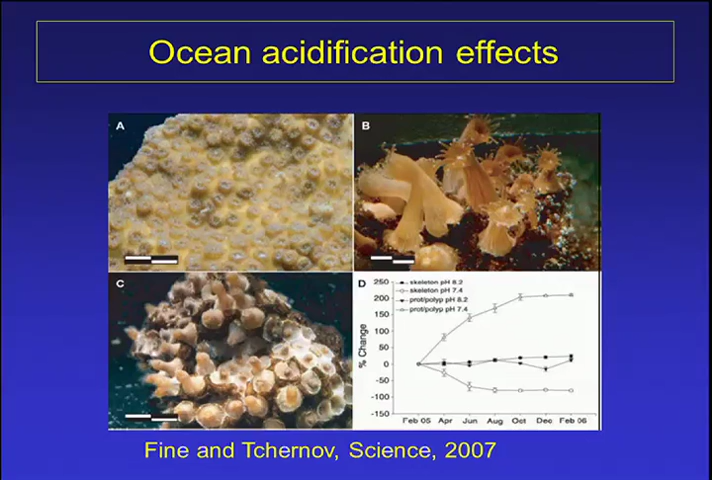 Ocean acidification effects
A
B
C
D
skeleton pH 8.2
skeleton pH 7.4
prot/polyp pH 8.2
prot/polyp pH 7.4
% Change
250
200
150
100
50
0
-50
-100
-150
Feb 05 Apr Jun Aug Oct Dec Feb 06
Fine and Tchernov, Science, 2007